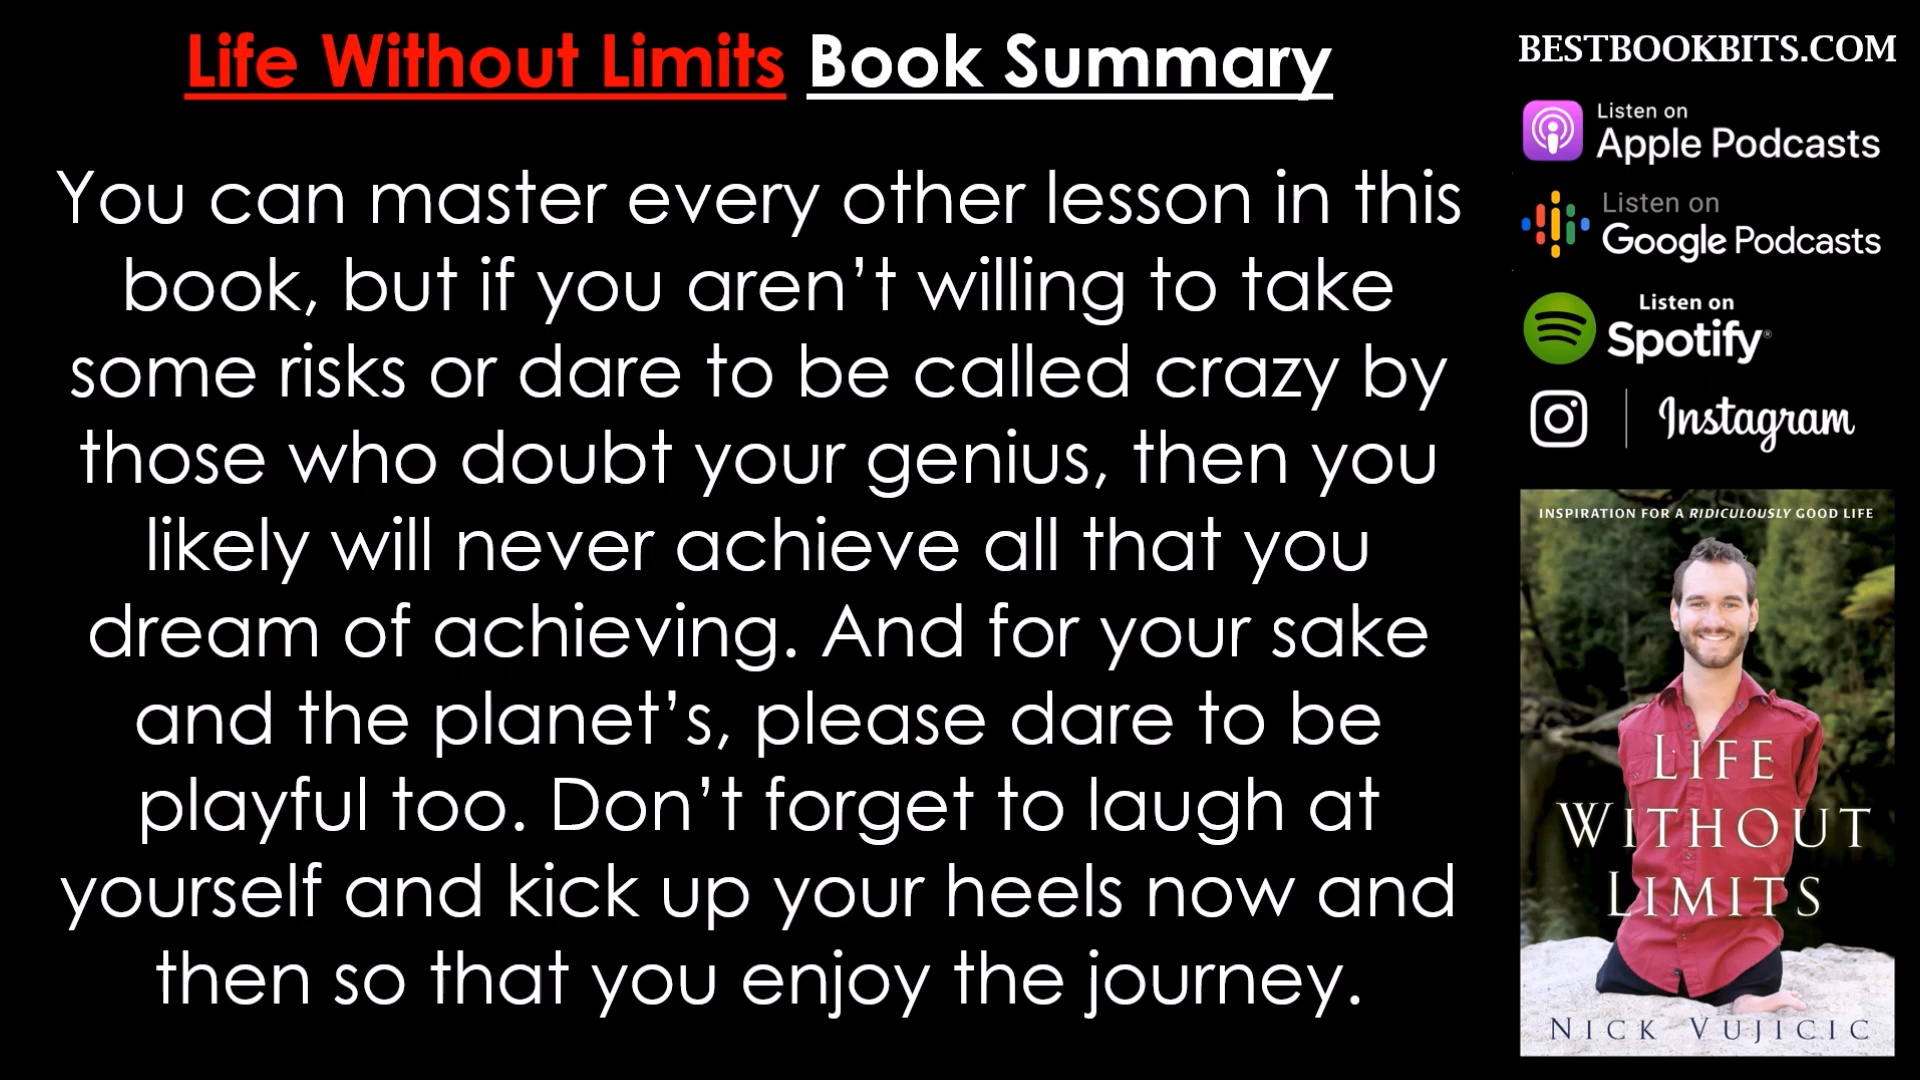 Life Without Limits Book Summary
You can master every other lesson in this
book, but if you aren’t willing to take
some risks or dare to be called crazy by
those who doubt your genius, then you
likely will never achieve all that you
dream of achieving. And for your sake
and the planet’s, please dare to be
playful too. Don’t forget to laugh at
yourself and kick up your heels now and
then so that you enjoy the journey.
BESTBOOKBITS.COM
Listen on
Apple Podcasts
Listen on
Google Podcasts
Listen on
Spotify®
Instagram
INSPIRATION FOR A RIDICULOUSLY GOOD LIFE
LIFE
WITHOUT
LIMITS
NICK VUJICIC